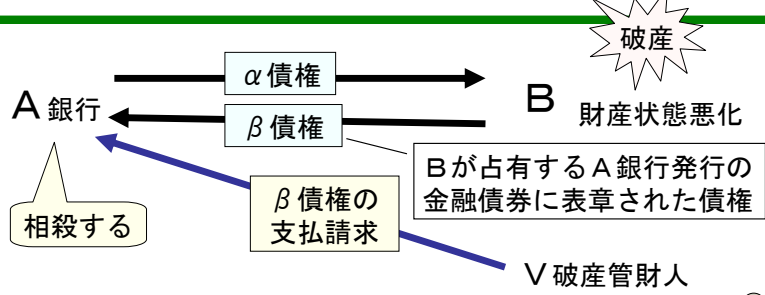 破産
α債権
A銀行
B
財産状態悪化
β債権
Bが占有するA銀行発行の
金融債券に表章された債権
相殺する
β債権の
支払請求
V破産管財人